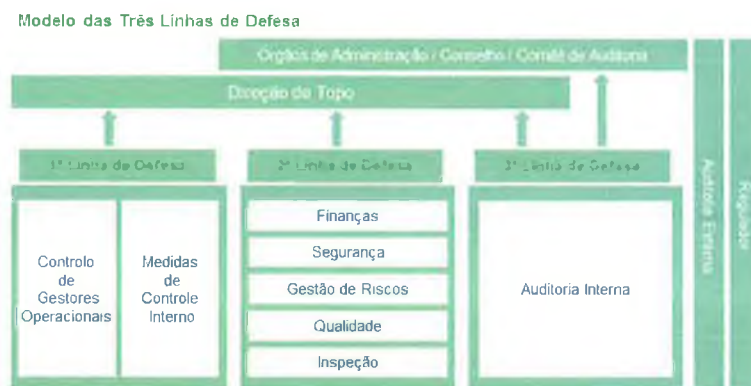 Modelo das Três Linhas de Defesa
Orgãos de Administração / Conselho / Comité de Auditoria
Direção de Topo
1ª Linha de Defesa
2ª Linha de Defesa
3ª Linha de Defesa
Controlo
de
Gestores
Operacionais
Medidas
de
Controle
Interno
Finanças
Segurança
Gestão de Riscos
Qualidade
Inspeção
Auditoria Interna
Auditoria Externa
Regulador